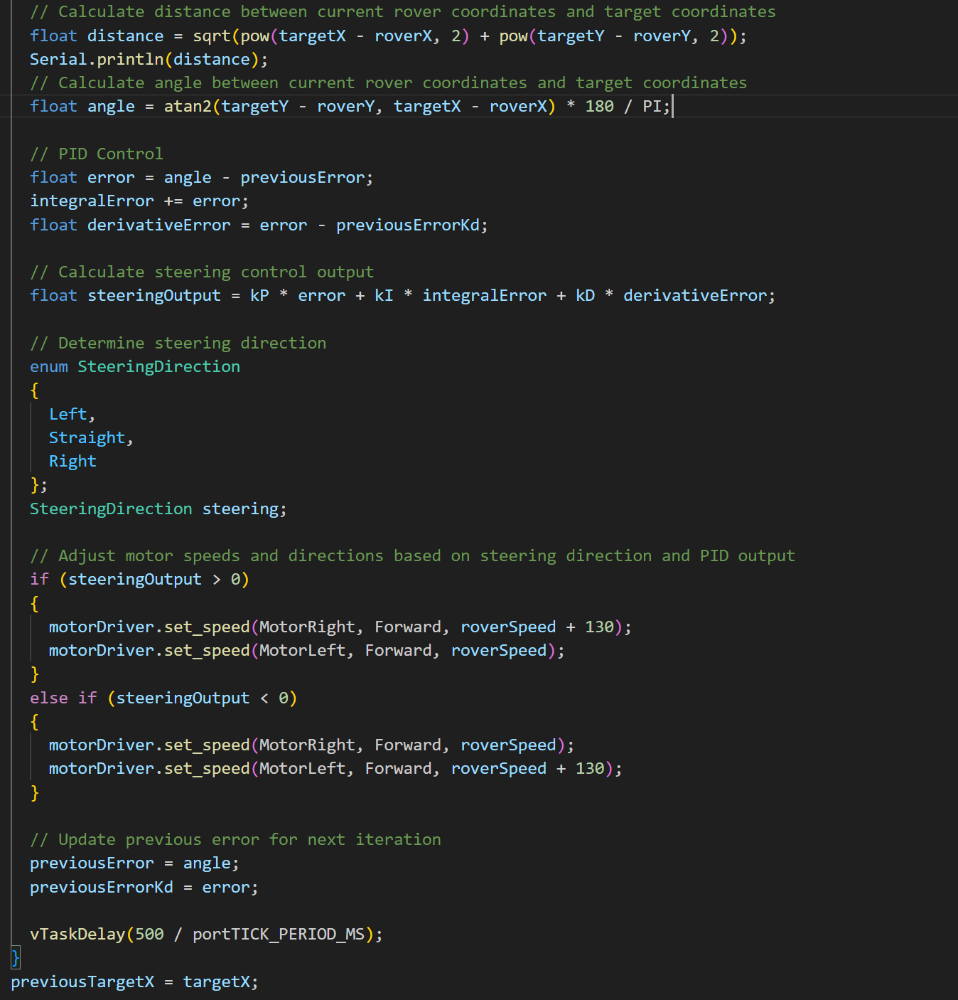 // Calculate distance between current rover coordinates and target coordinates
float distance = sqrt(pow(targetX - roverX, 2) + pow(targetY - roverY, 2));
Serial.println(distance);
// Calculate angle between current rover coordinates and target coordinates
float angle = atan2(targetY - roverY, targetX - roverX) * 180 / PI;
// PID Control
float error = angle - previousError;
integralError += error;
float derivativeError = error - previousErrorKd;
// Calculate steering control output
float steeringOutput = kP * error + kI * integralError + kD * derivativeError;
// Determine steering direction
enum SteeringDirection
{
Left,
Straight,
Right
};
SteeringDirection steering;
// Adjust motor speeds and directions based on steering direction and PID output
if (steeringOutput > 0)
{
motorDriver.set_speed(MotorRight, Forward, roverSpeed + 130);
motorDriver.set_speed(MotorLeft, Forward, roverSpeed);
}
else if (steeringOutput < 0)
{
motorDriver.set_speed(MotorRight, Forward, roverSpeed);
motorDriver.set_speed(MotorLeft, Forward, roverSpeed + 130);
}
// Update previous error for next iteration
previousError = angle;
previousErrorKd = error;
vTaskDelay(500 / portTICK_PERIOD_MS);
}
previousTargetX = targetX;